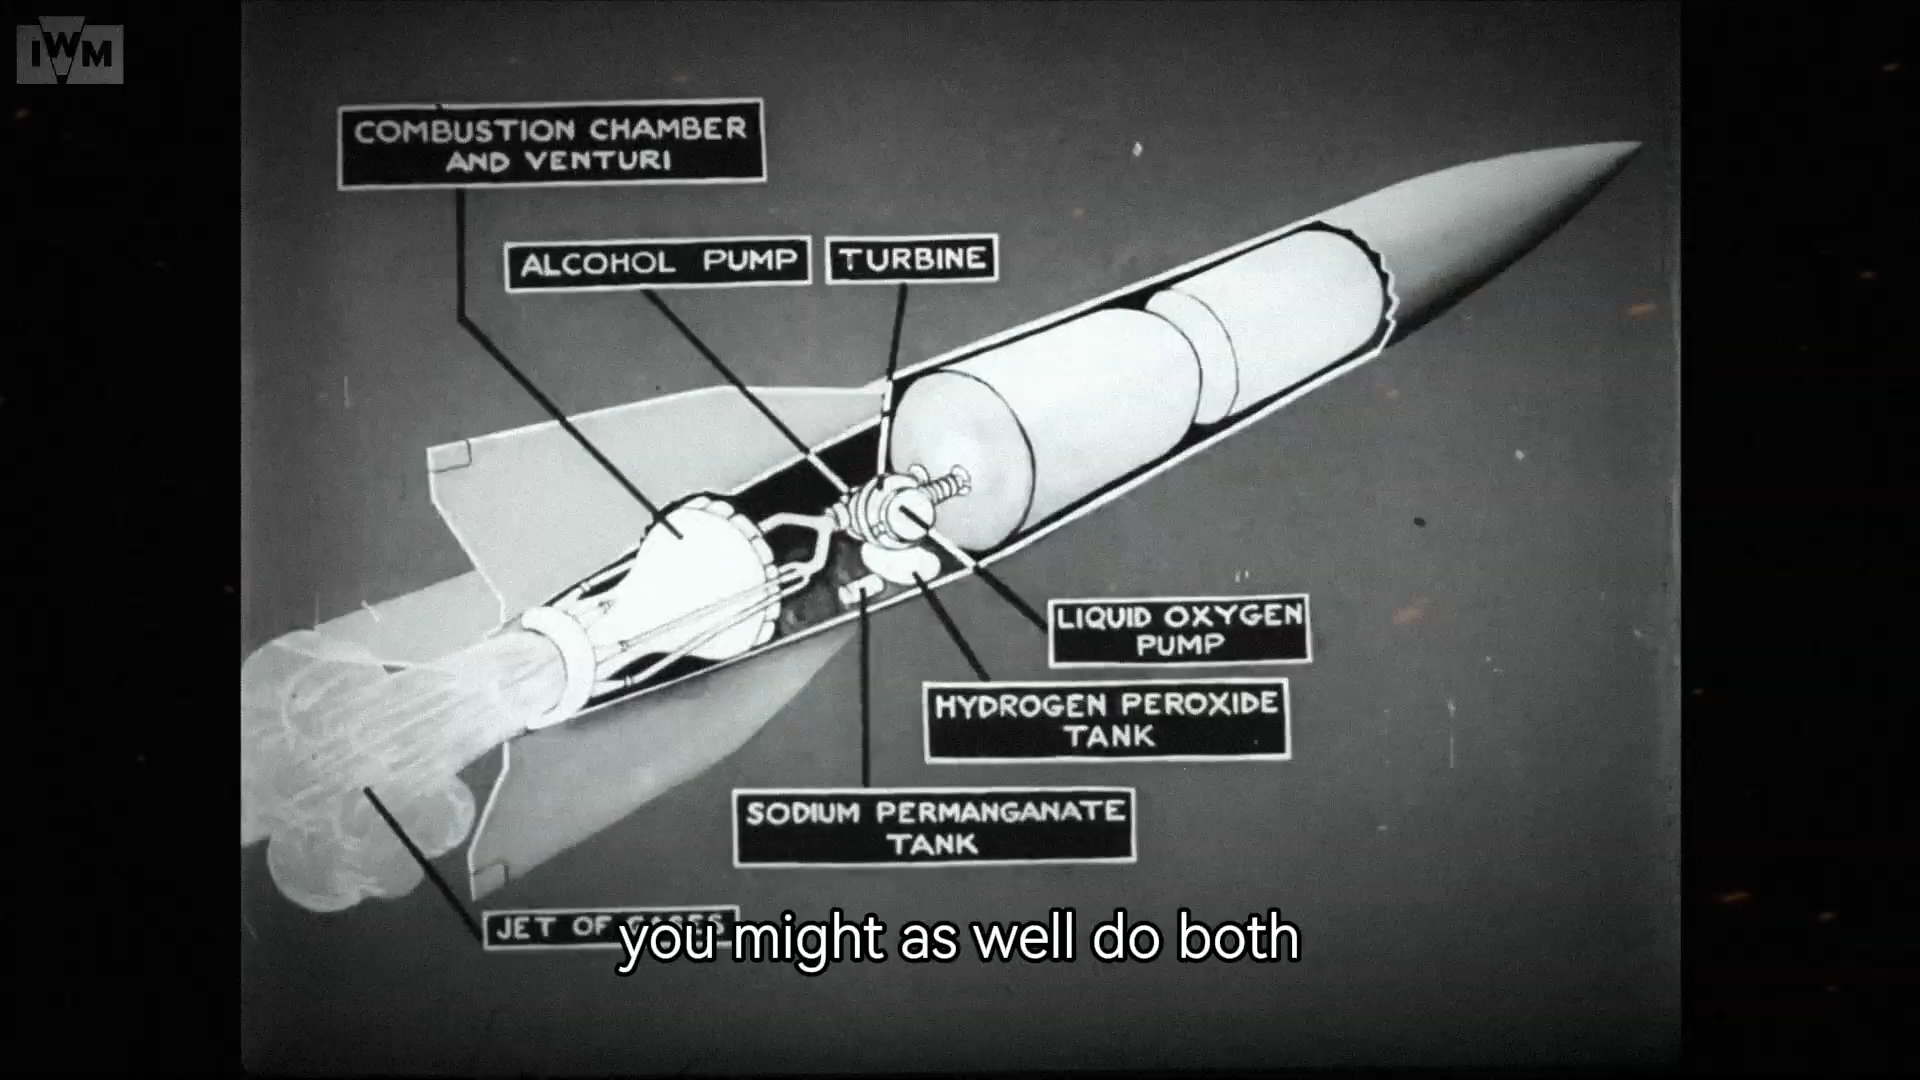 IWM
COMBUSTION CHAMBER
AND VENTURI
ALCOHOL PUMP
TURBINE
LIQUID OXYGEN
PUMP
HYDROGEN PEROXIDE
TANK
SODIUM PERMANGANATE
TANK
JET OF GASES
you might as well do both